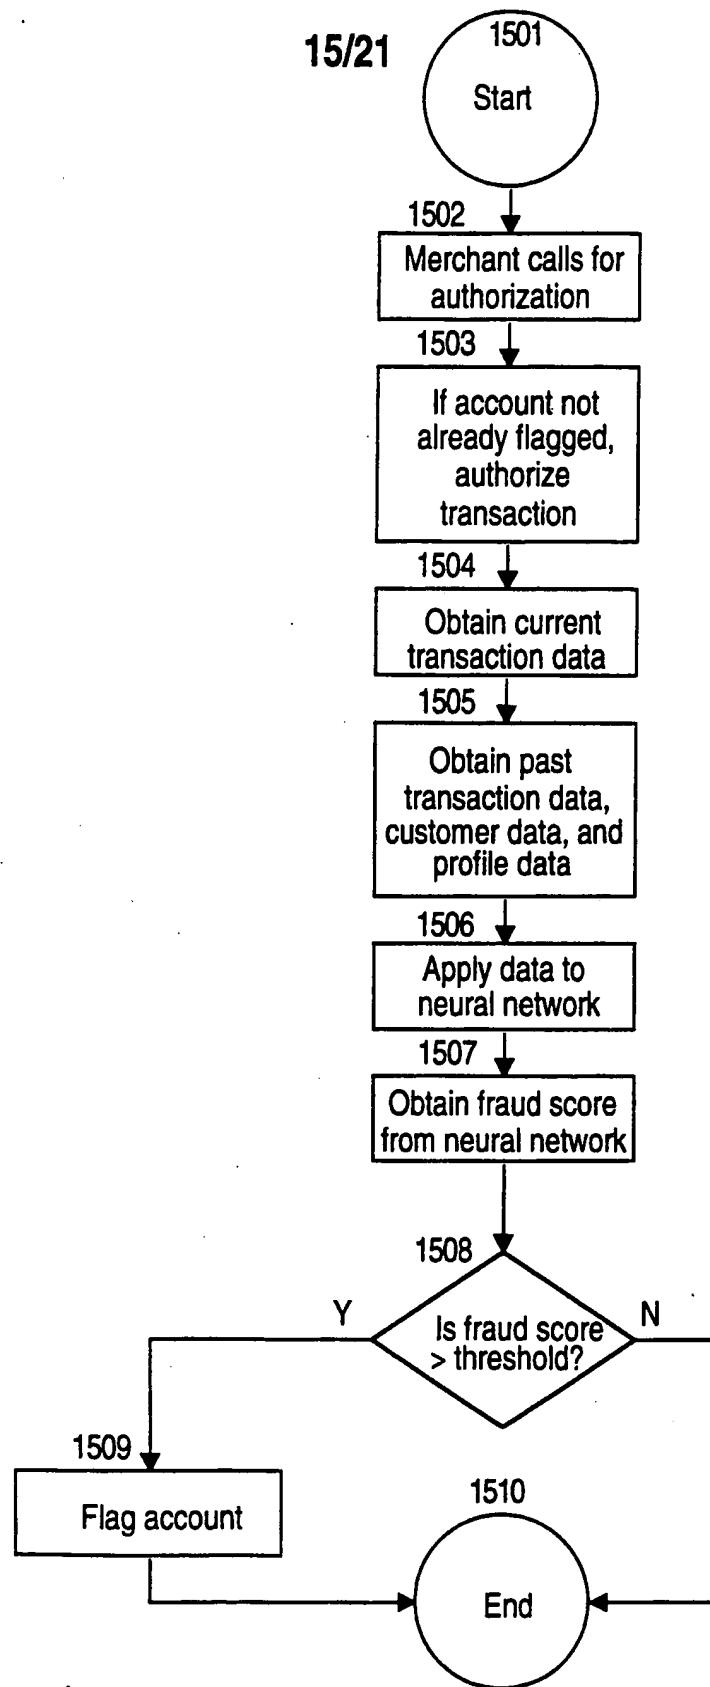 15/21
1501
Start
1502
Merchant calls for
authorization
1503
If account not
already flagged,
authorize
transaction
1504
Obtain current
transaction data
1505
Obtain past
transaction data,
customer data, and
profile data
1506
Apply data to
neural network
1507
Obtain fraud score
from neural network
1508
Y
N
Is fraud score
> threshold?
1509
Flag account
1510
End